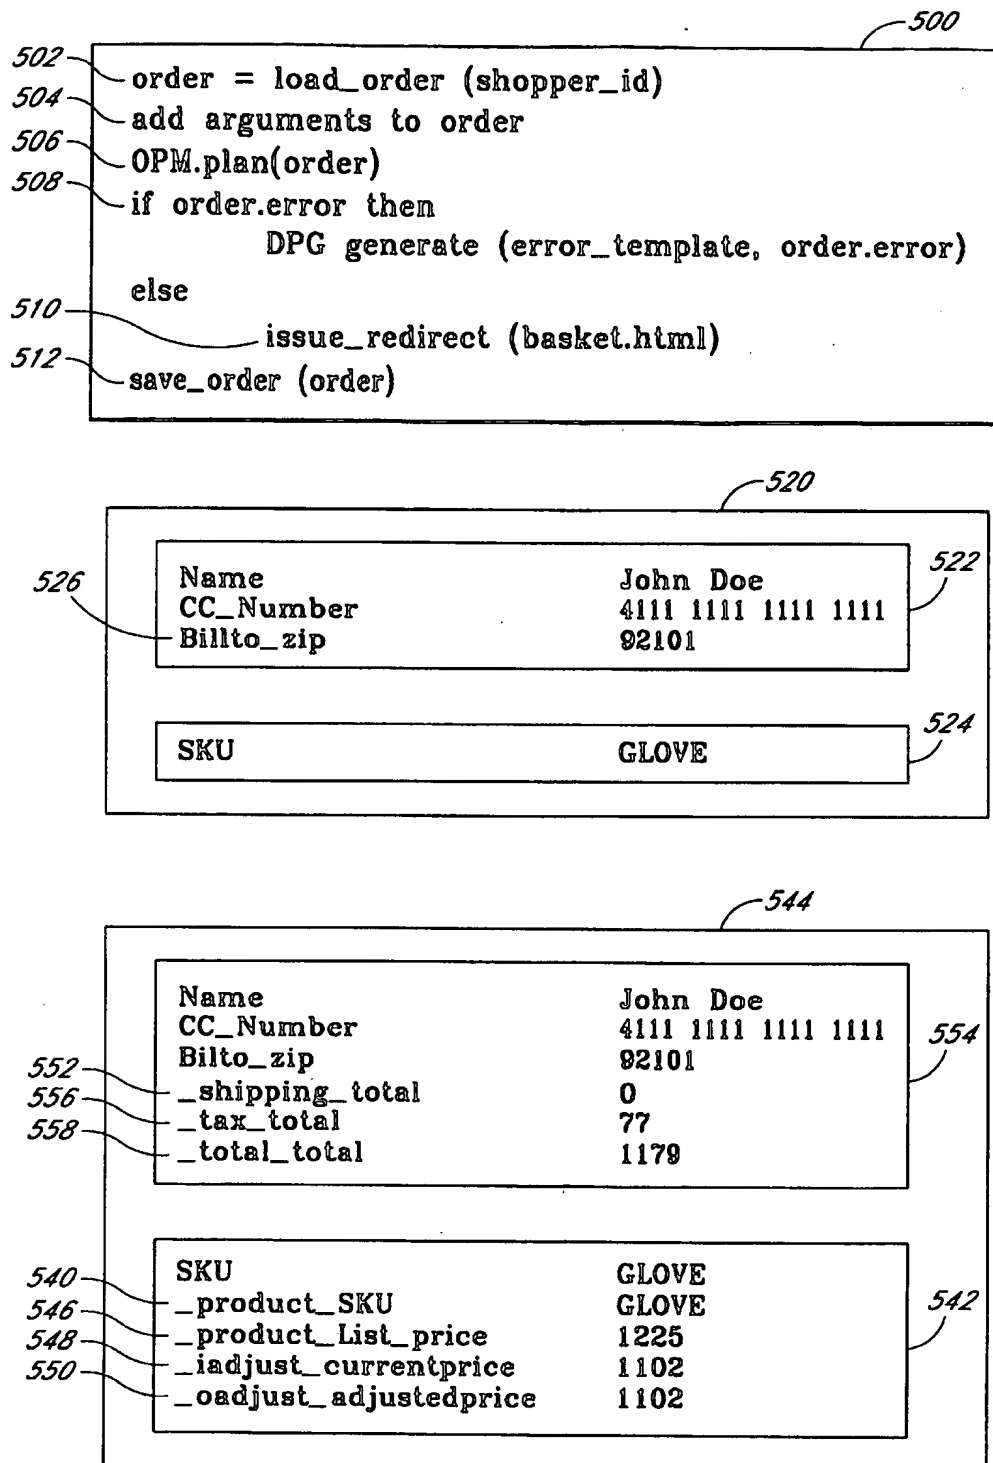 500
502 order = load_order (shopper_id)
504 add arguments to order
506 OPM.plan(order)
508 if order.error then
DPG generate (error_template, order.error)
else
510 issue_redirect (basket.html)
512 save_order (order)
520
Name John Doe 522
CC_Number 4111 1111 1111 1111
526 Billto_zip 92101
524
SKU GLOVE
544
Name John Doe
CC_Number 4111 1111 1111 1111 554
Bilto_zip 92101
552 _shipping_total 0
556 _tax_total 77
558 _total_total 1179
SKU GLOVE
540 _product_SKU GLOVE 542
546 _product_List_price 1225
548 _iadjust_currentprice 1102
550 _oadjust_adjustedprice 1102